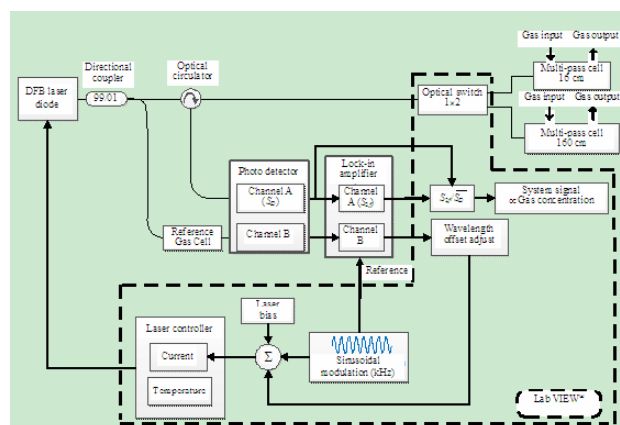 Gas input Gas output
Directional
coupler
Optical
circulator
DFB laser
diode
99:01
Optical switch
1×2
Multi-pass cell
16 cm
Gas input Gas output
Multi-pass cell
160 cm
Photo detector
Channel A
Channel B
Lock-in
amplifier
Channel
Channel
B
System signal
∝Gas concentration
Reference
Gas Cell
Wavelength
offset adjust
Reference
Laser
bias
Laser controller
Current
Temperature
Σ
Sinusoidal
modulation (kHz)